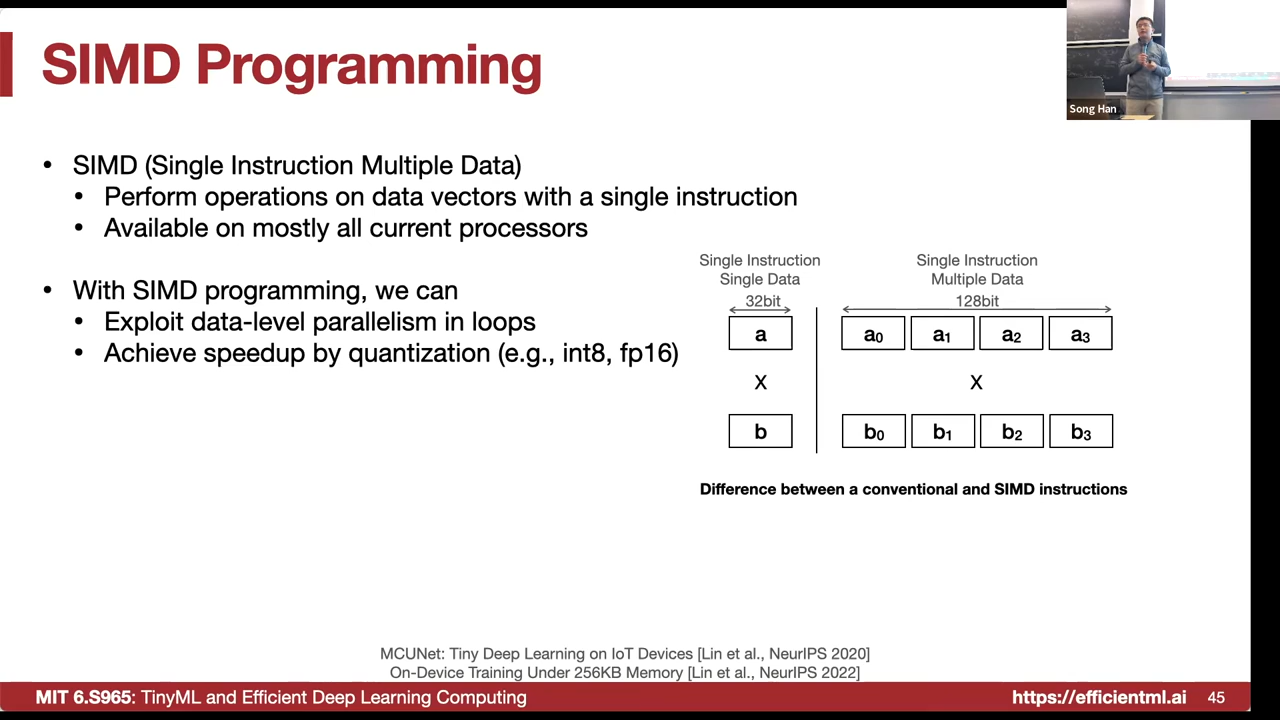 SIMD Programming
Song Han
• SIMD (Single Instruction Multiple Data)
• Perform operations on data vectors with a single instruction
• Available on mostly all current processors
• With SIMD programming, we can
• Exploit data-level parallelism in loops
• Achieve speedup by quantization (e.g., int8, fp16)
Single Instruction
Single Data
32bit
a
X
b
Single Instruction
Multiple Data
128bit
a0 a1 a2 a3
X
b0 b1 b2 b3
Difference between a conventional and SIMD instructions
MCUNet: Tiny Deep Learning on IoT Devices [Lin et al., NeurIPS 2020]
On-Device Training Under 256KB Memory [Lin et al., NeurIPS 2022]
MIT 6.S965: TinyML and Efficient Deep Learning Computing
https://efficientml.ai
45